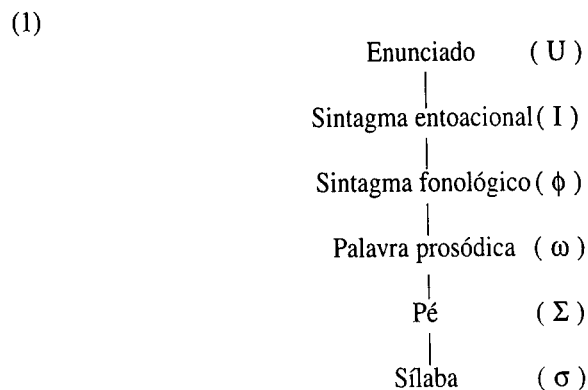 (1)
Enunciado ( U )
Sintagma entoacional ( I )
Sintagma fonológico ( ϕ )
Palavra prosódica ( ω )
Pé ( Σ )
Sílaba ( σ )